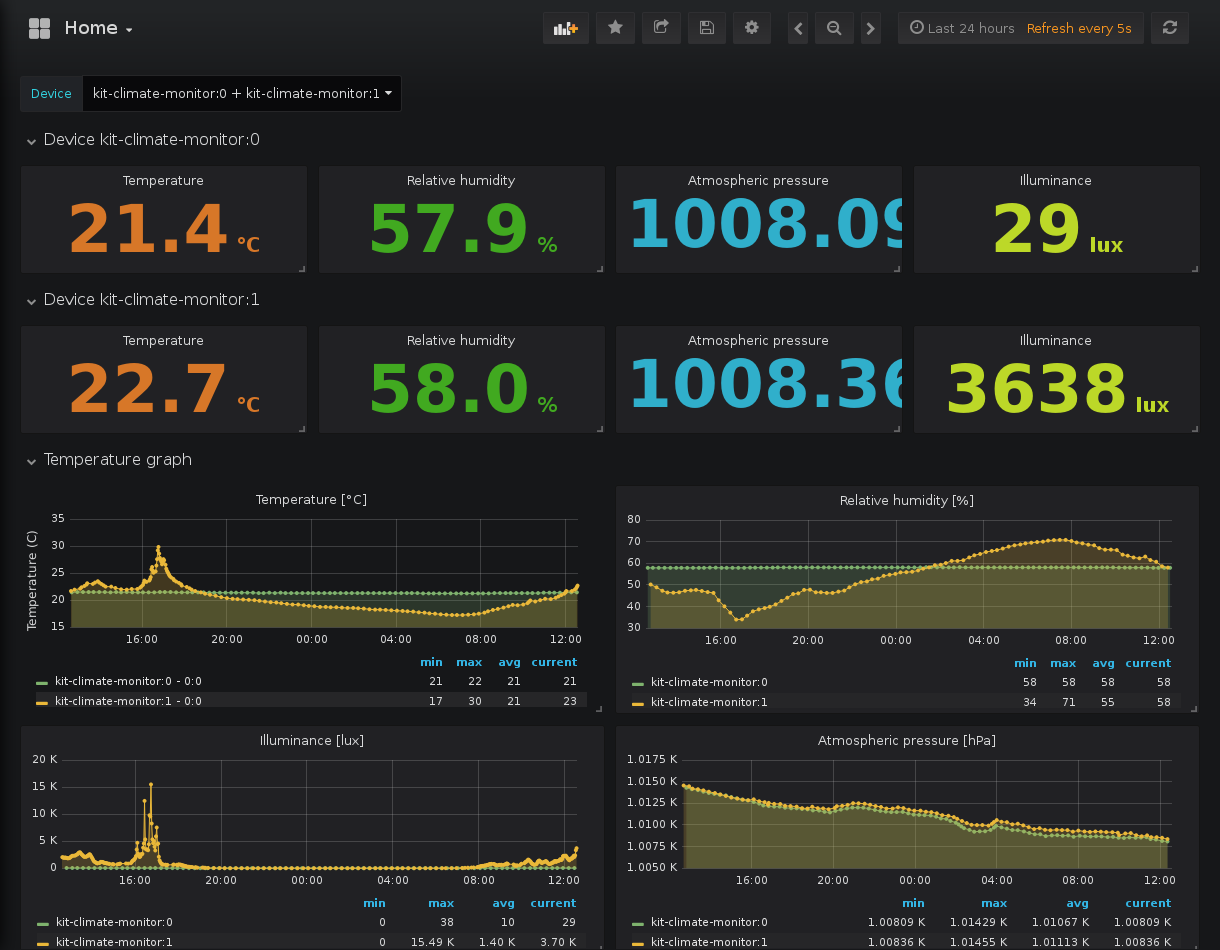 Home
Last 24 hours Refresh every 5s
Device kit-climate-monitor:0 + kit-climate-monitor:1
Device kit-climate-monitor:0
Temperature Relative humidity Atmospheric pressure Illuminance
21.4 °C 57.9 % 1008.09 29 lux
Device kit-climate-monitor:1
Temperature Relative humidity Atmospheric pressure Illuminance
22.7 °C 58.0 % 1008.36 3638 lux
Temperature graph
Temperature [°C]
Temperature (C)
35
30
25
20
15
16:00 20:00 00:00 04:00 08:00 12:00
min max avg current
kit-climate-monitor:0 - 0:0 21 22 21 21
kit-climate-monitor:1 - 0:0 17 30 21 23
Relative humidity [%]
80
70
60
50
40
30
16:00 20:00 00:00 04:00 08:00 12:00
min max avg current
kit-climate-monitor:0 58 58 58 58
kit-climate-monitor:1 34 71 55 58
Illuminance [lux]
20 K
15 K
10 K
5 K
0
16:00 20:00 00:00 04:00 08:00 12:00
min max avg current
kit-climate-monitor:0 0 38 10 29
kit-climate-monitor:1 0 15.49 K 1.40 K 3.70 K
Atmospheric pressure [hPa]
1.0175 K
1.0150 K
1.0125 K
1.0100 K
1.0075 K
1.0050 K
16:00 20:00 00:00 04:00 08:00 12:00
min max avg current
kit-climate-monitor:0 1.00809 K 1.01429 K 1.01067 K 1.00809 K
kit-climate-monitor:1 1.00836 K 1.01455 K 1.01113 K 1.00836 K